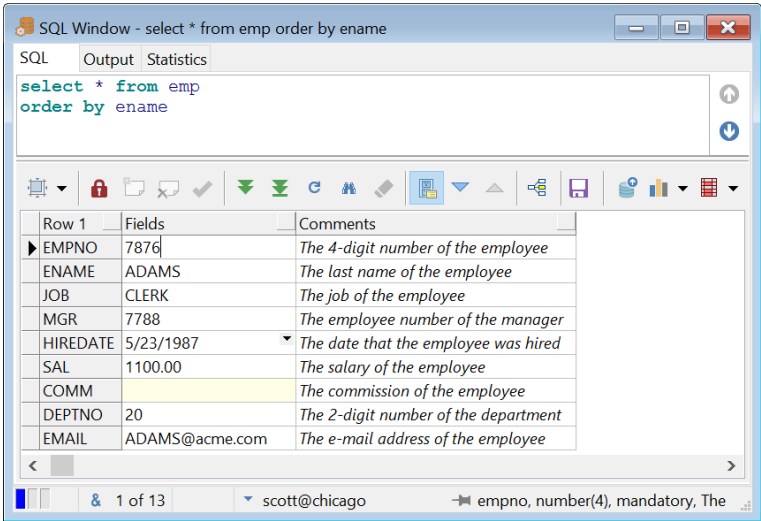 SQL Window - select * from emp order by ename
SQL Output Statistics
select * from emp
order by ename
Row 1 Fields Comments
EMPNO 7876 The 4-digit number of the employee
ENAME ADAMS The last name of the employee
JOB CLERK The job of the employee
MGR 7788 The employee number of the manager
HIREDATE 5/23/1987 The date that the employee was hired
SAL 1100.00 The salary of the employee
COMM The commission of the employee
DEPTNO 20 The 2-digit number of the department
EMAIL ADAMS@acme.com The e-mail address of the employee
& 1 of 13 scott@chicago empno, number(4), mandatory, The